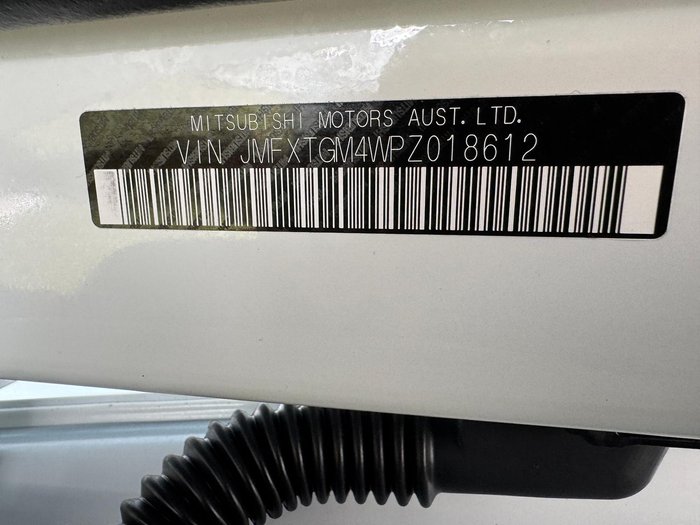 MITSUBISHI MOTORS AUST. LTD.
VIN JMFXTGM4WPZ018612